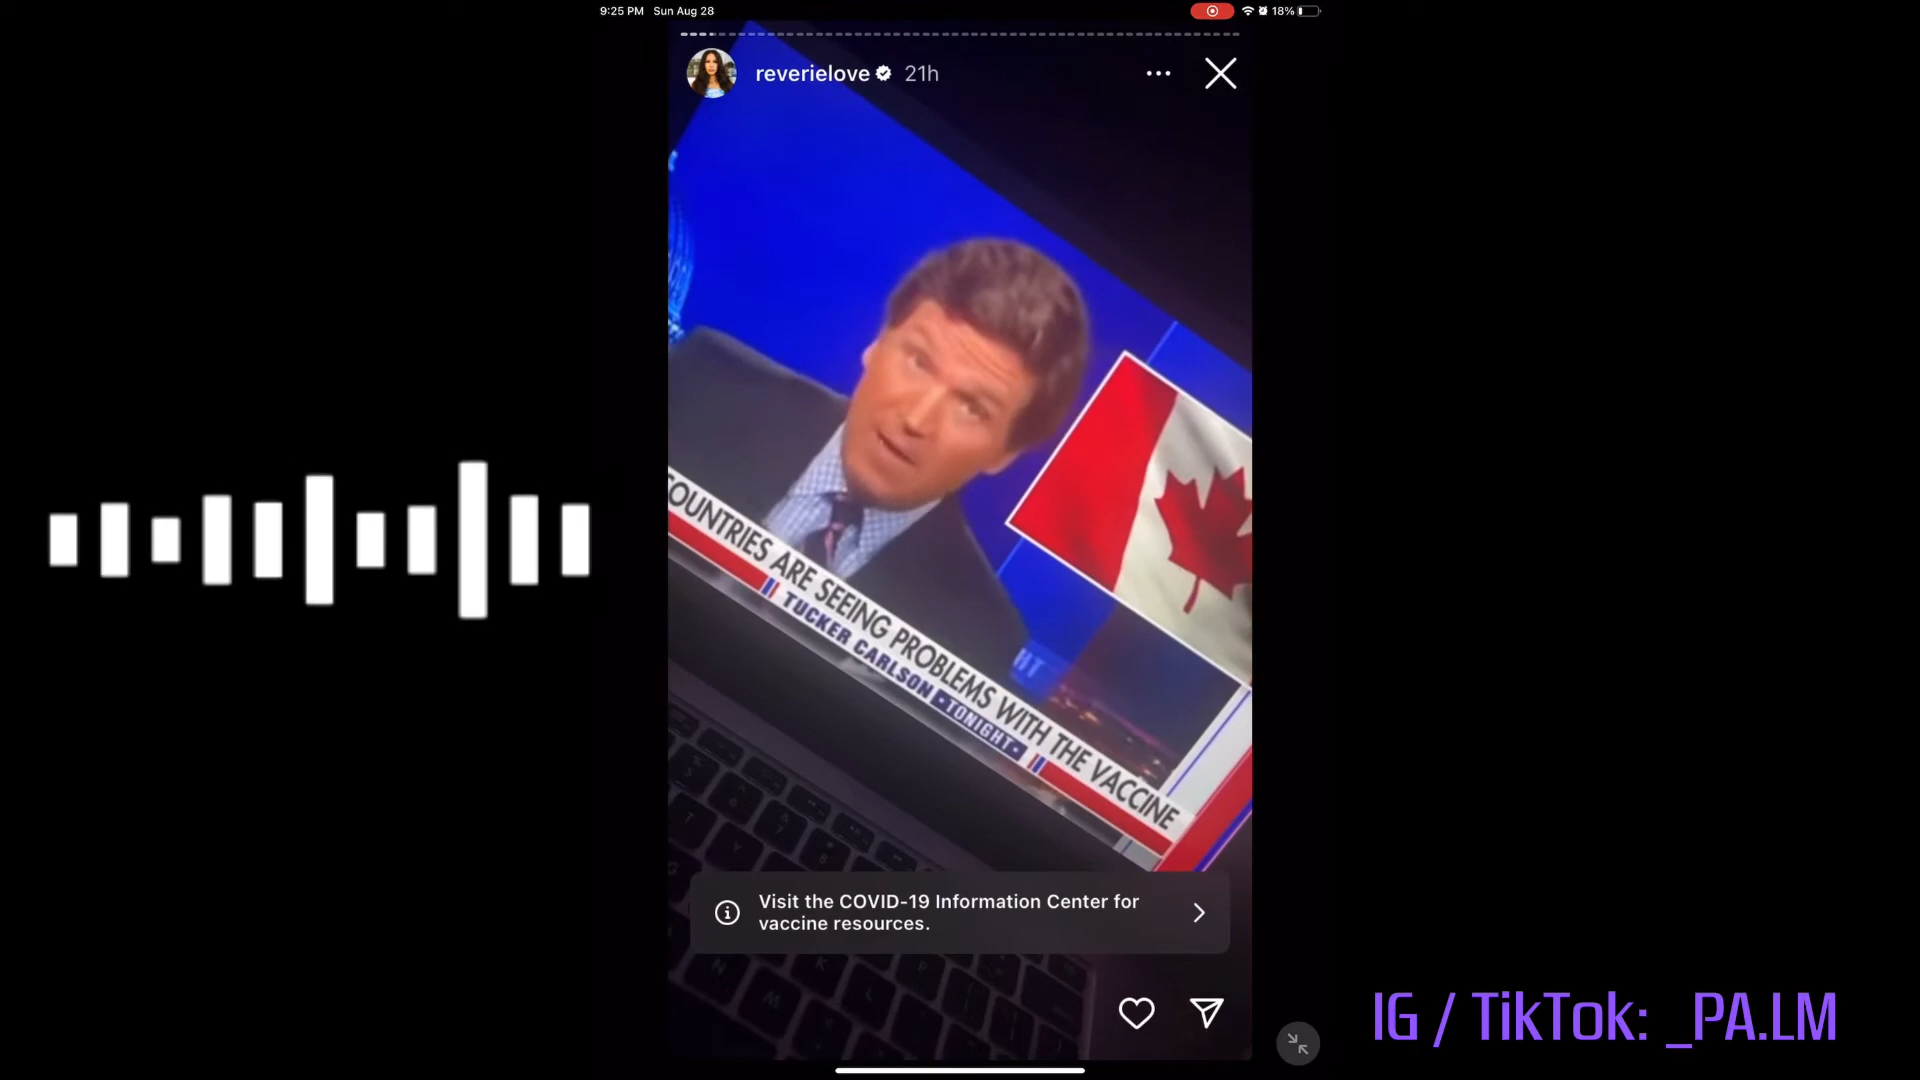 9:25 PM Sun Aug 28
18%
reverielove 21h
OUNTRIES ARE SEEING PROBLEMS WITH THE VACCINE
TUCKER CARLSON TONIGHT
HT
Visit the COVID-19 Information Center for
vaccine resources.
IG / TikTok: _PA.LM